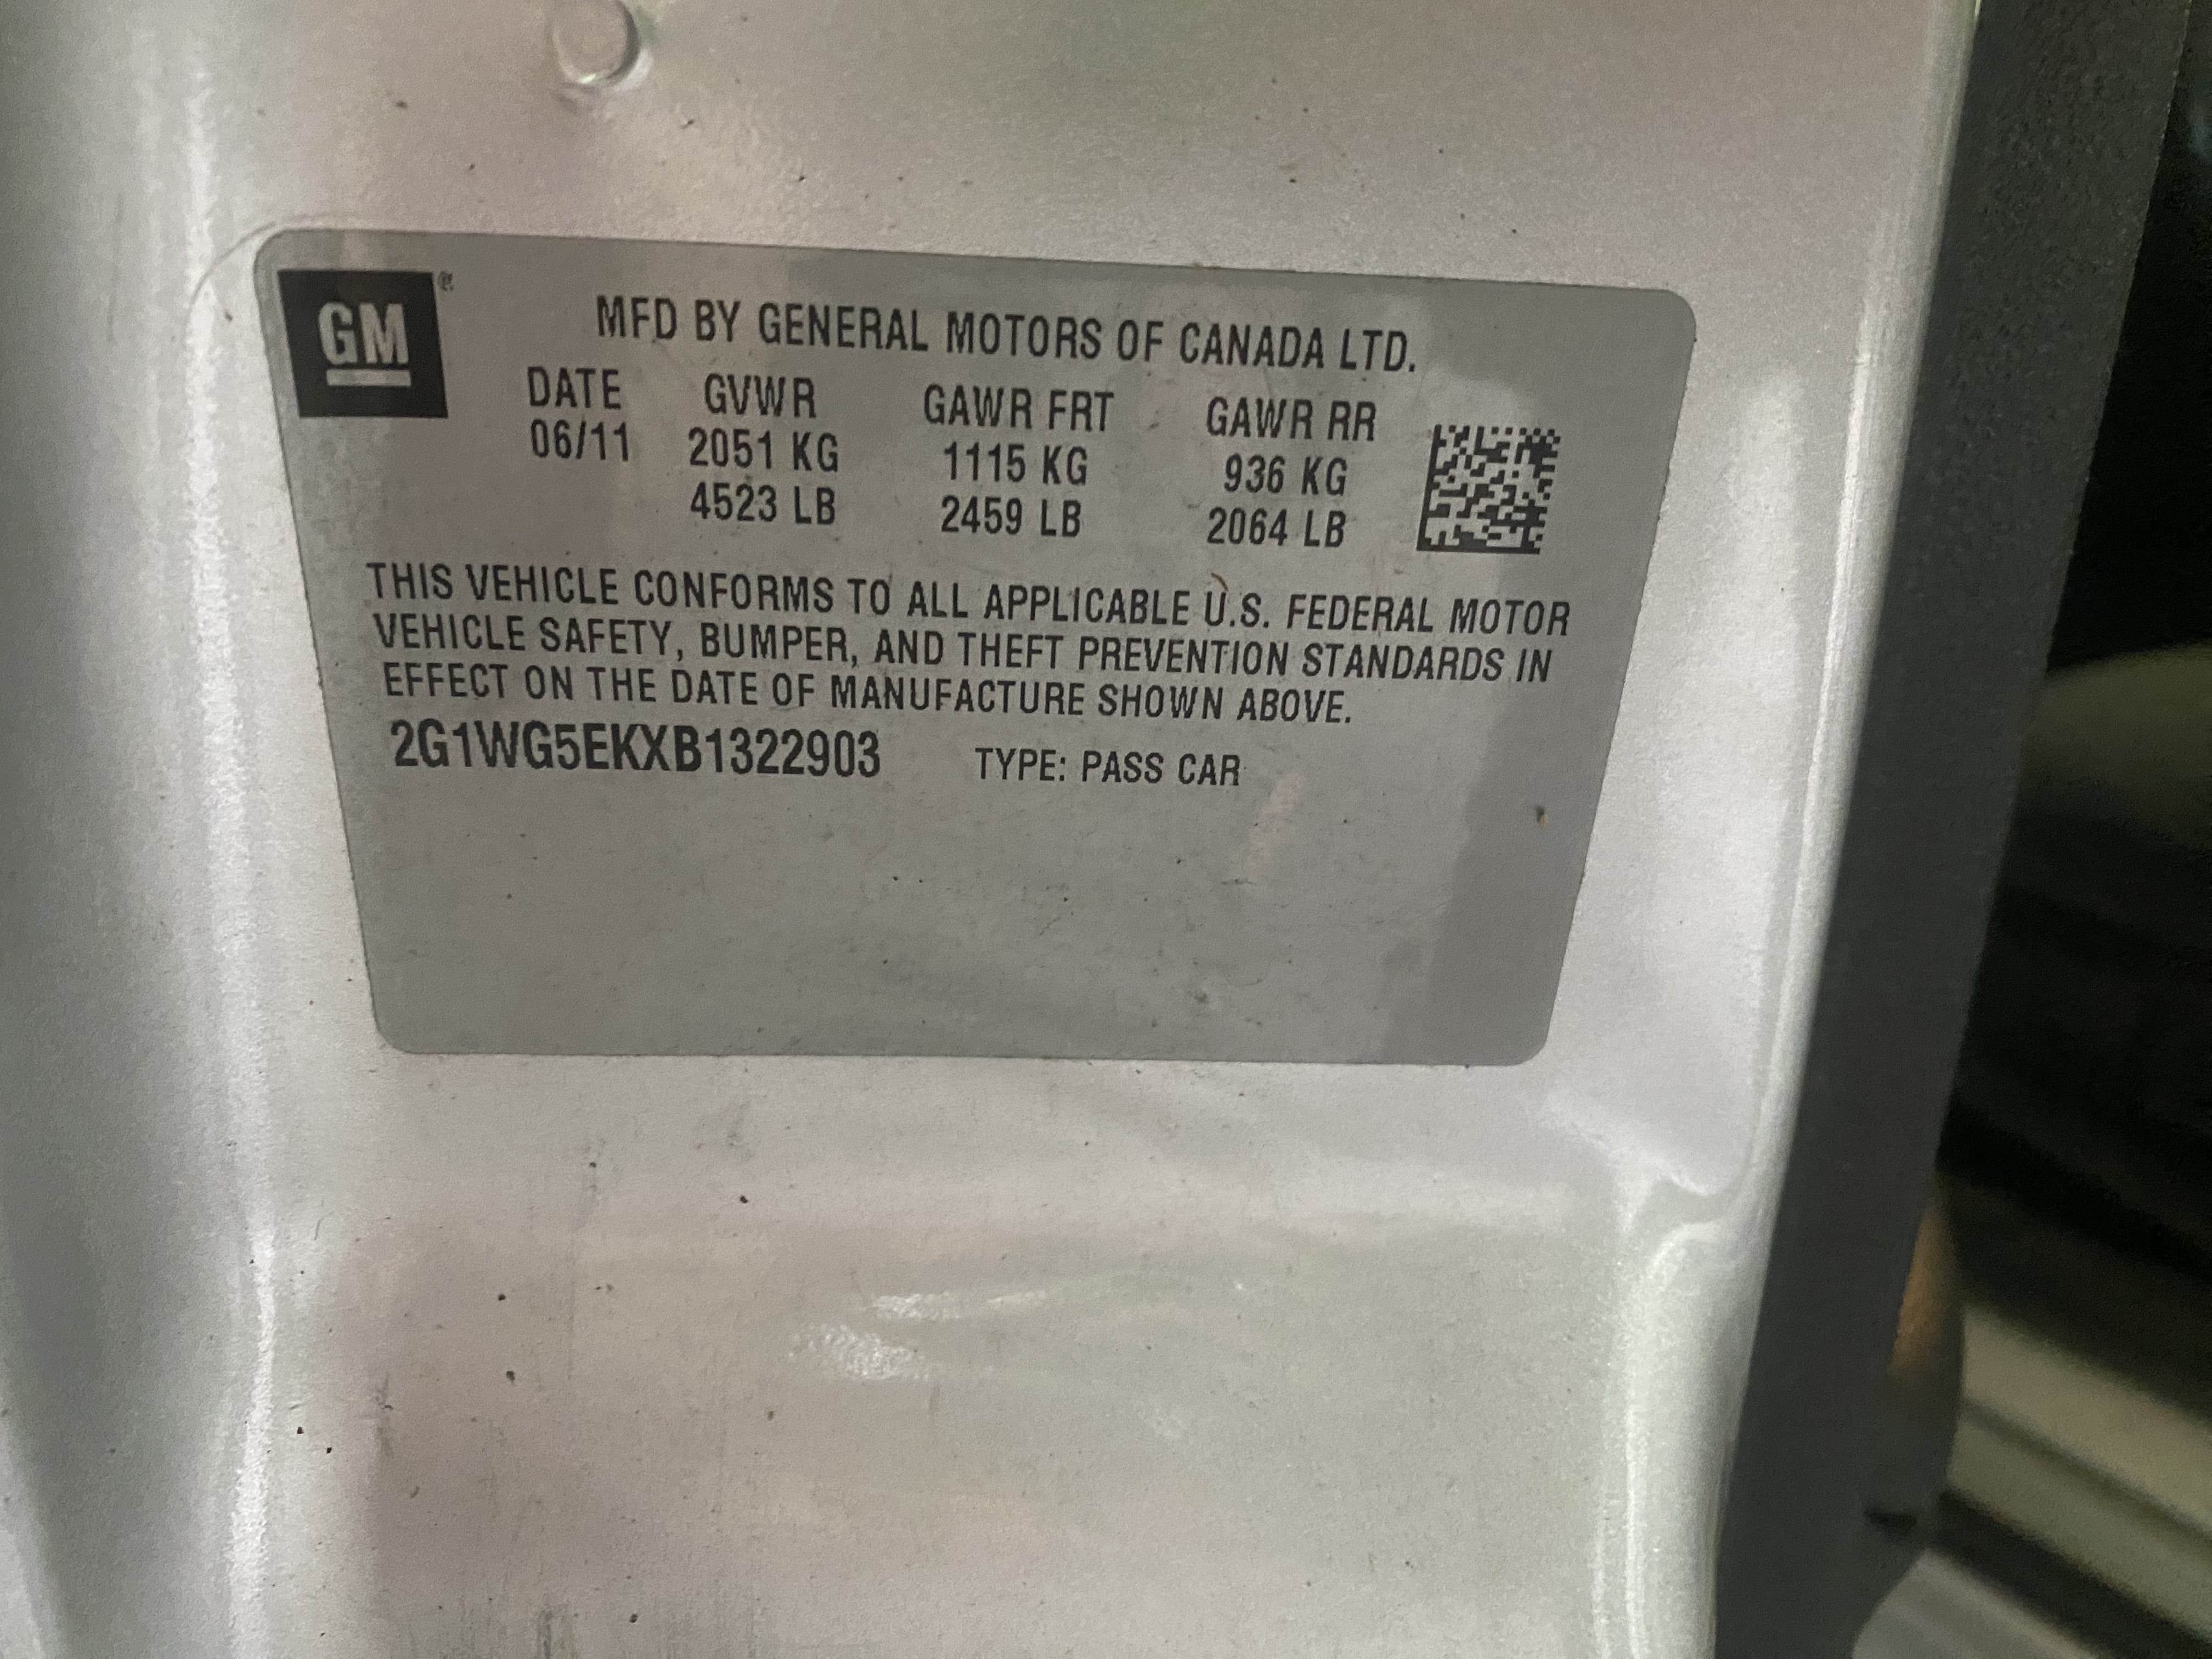 GM®
MFD BY GENERAL MOTORS OF CANADA LTD.
DATE GVWR GAWR FRT GAWR RR
06/11 2051 KG 1115 KG 936 KG
4523 LB 2459 LB 2064 LB
THIS VEHICLE CONFORMS TO ALL APPLICABLE U.S. FEDERAL MOTOR
VEHICLE SAFETY, BUMPER, AND THEFT PREVENTION STANDARDS IN
EFFECT ON THE DATE OF MANUFACTURE SHOWN ABOVE.
2G1WG5EKXB1322903 TYPE: PASS CAR